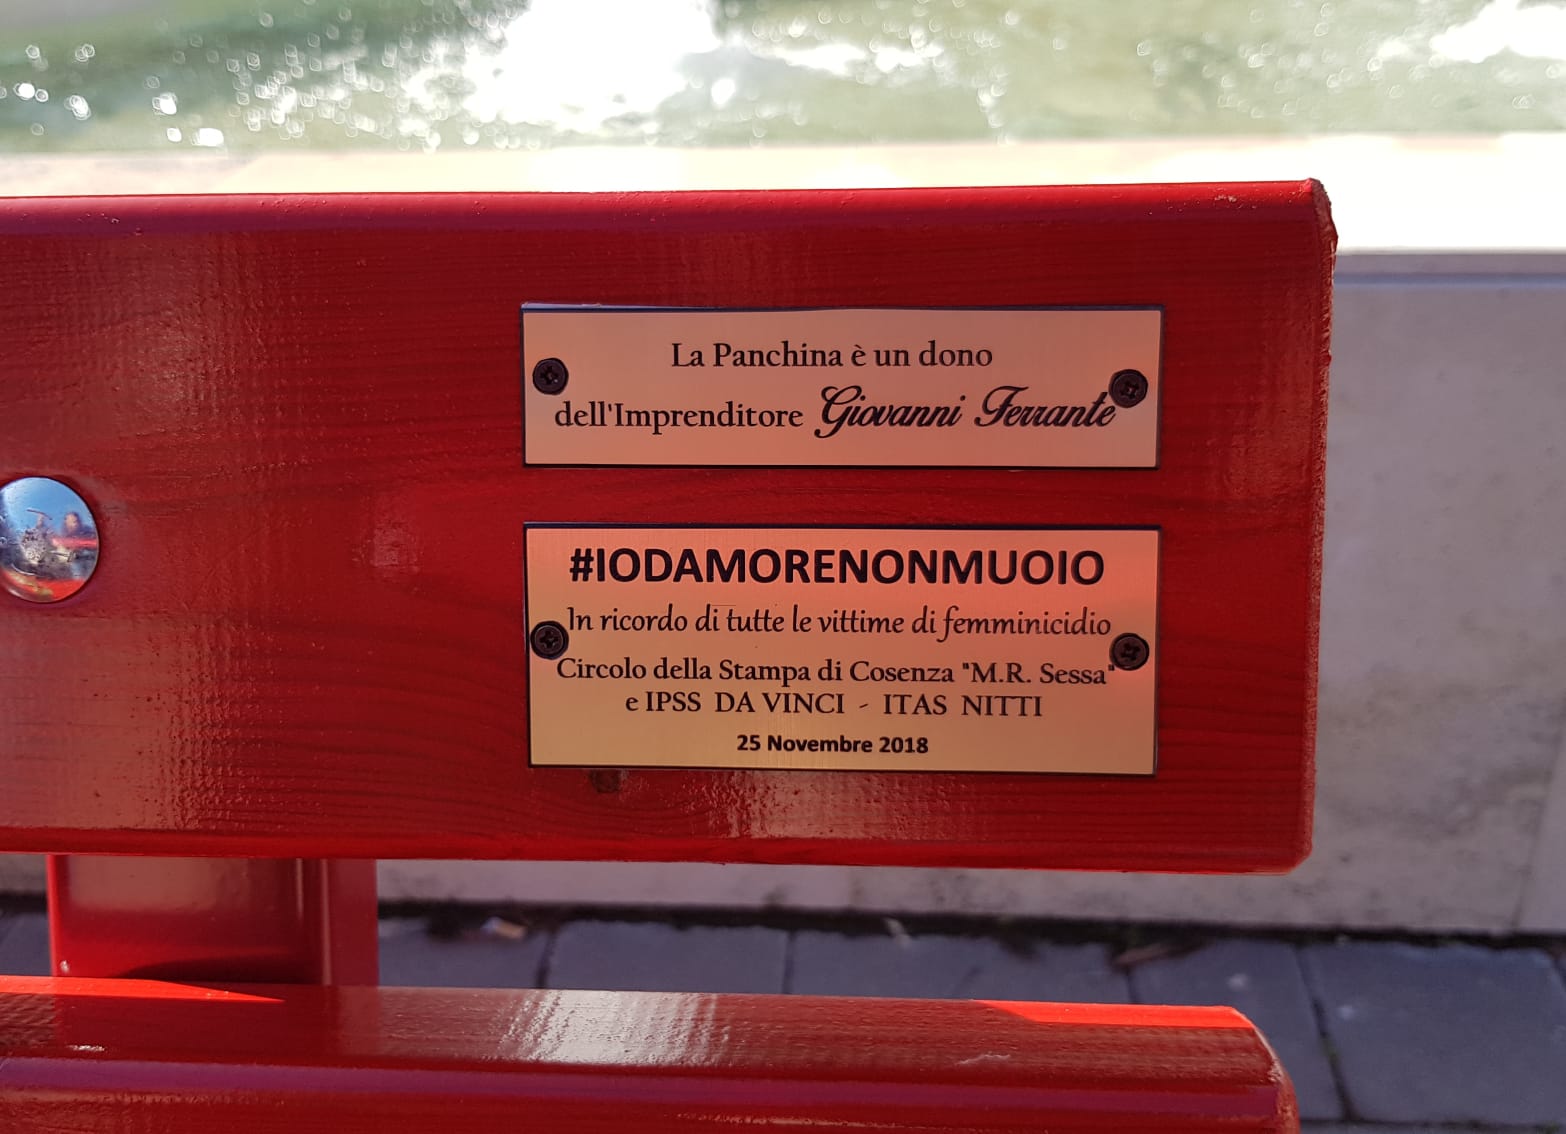 La Panchina è un dono
dell'Imprenditore Giovanni Ferrante
#IODAMORENONMUOIO
In ricordo di tutte le vittime di femminicidio
Circolo della Stampa di Cosenza "M.R. Sessa"
e IPSS DA VINCI - ITAS NITTI
25 Novembre 2018